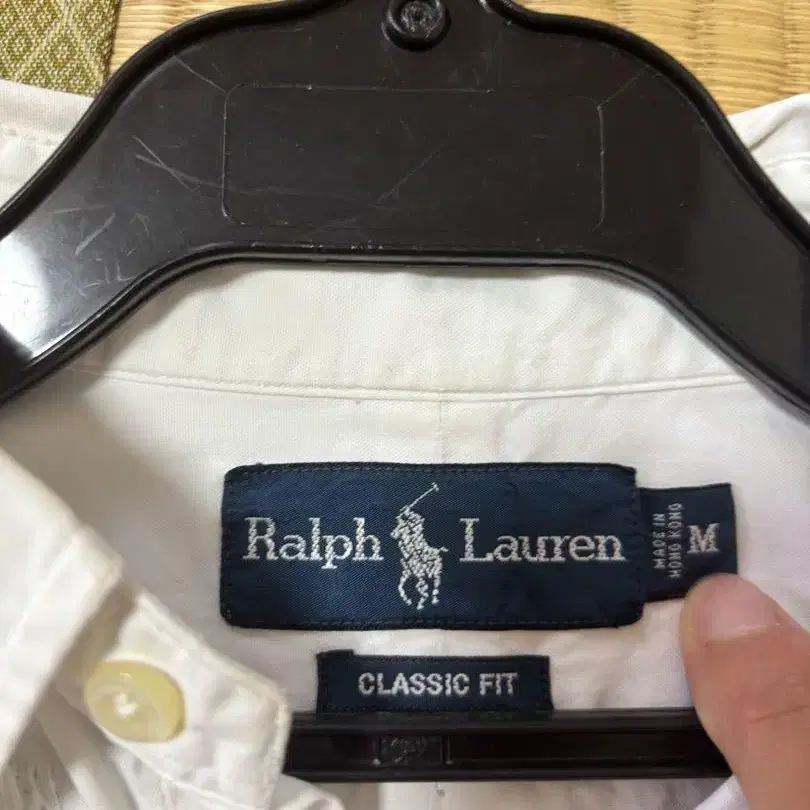 Ralph Lauren
MADE IN
HONG KONG
M
CLASSIC FIT